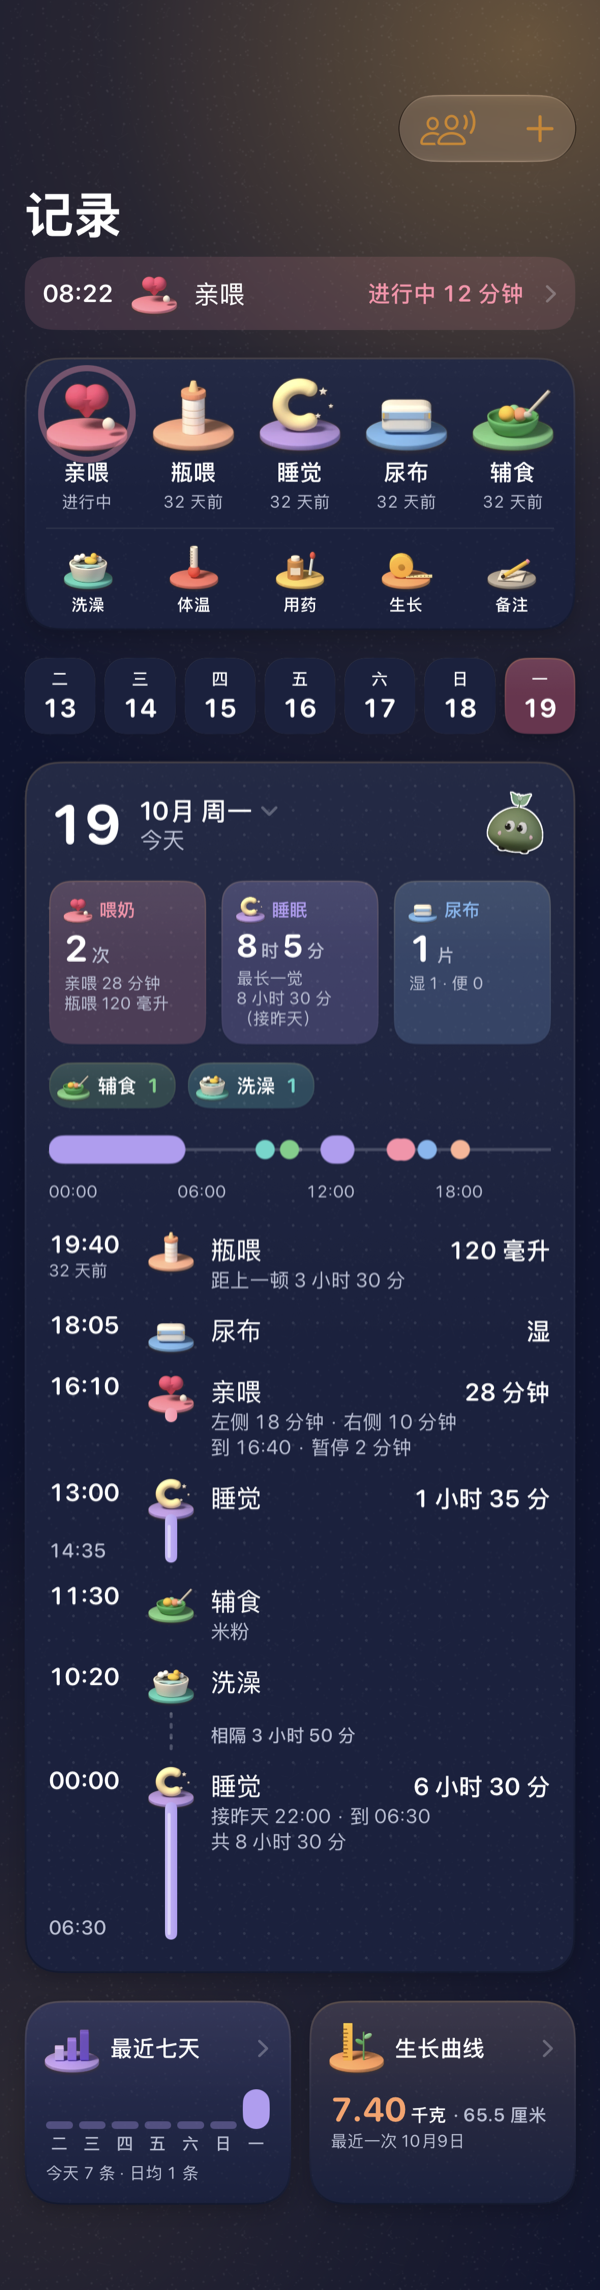 记录
08:22 亲喂 进行中 12 分钟
亲喂 瓶喂 睡觉 尿布 辅食
进行中 32 天前 32 天前 32 天前 32 天前
洗澡 体温 用药 生长 备注
二 三 四 五 六 日 一
13 14 15 16 17 18 19
19 10月 周一
今天
喂奶
2 次
亲喂 28 分钟
瓶喂 120 毫升
睡眠
8 时 5 分
最长一觉
8 小时 30 分
（接昨天）
尿布
1 片
湿 1 · 便 0
辅食 1 洗澡 1
00:00 06:00 12:00 18:00
19:40 瓶喂 120 毫升
32 天前 距上一顿 3 小时 30 分
18:05 尿布 湿
16:10 亲喂 28 分钟
左侧 18 分钟 · 右侧 10 分钟
到 16:40 · 暂停 2 分钟
13:00 睡觉 1 小时 35 分
14:35
11:30 辅食
米粉
10:20 洗澡
相隔 3 小时 50 分
00:00 睡觉 6 小时 30 分
接昨天 22:00 · 到 06:30
共 8 小时 30 分
06:30
最近七天
二 三 四 五 六 日 一
今天 7 条 · 日均 1 条
生长曲线
7.40 千克 · 65.5 厘米
最近一次 10月9日